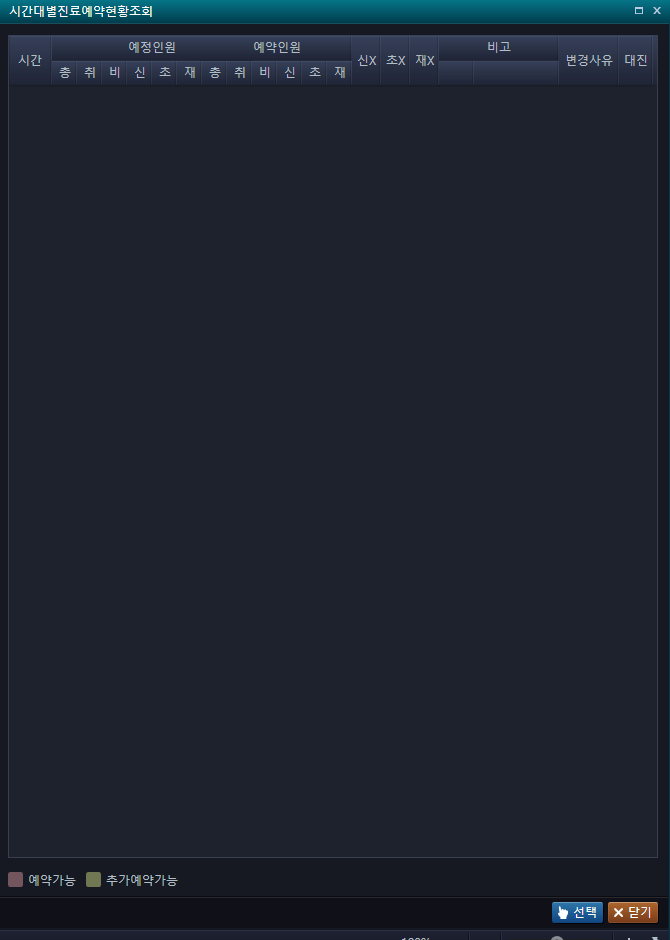 시간대별진료예약현황조회
시간 예정인원 예약인원 신X 초X 재X 비고 변경사유 대진
총 취 비 신 초 재 총 취 비 신 초 재
예약가능 추가예약가능
선택 닫기